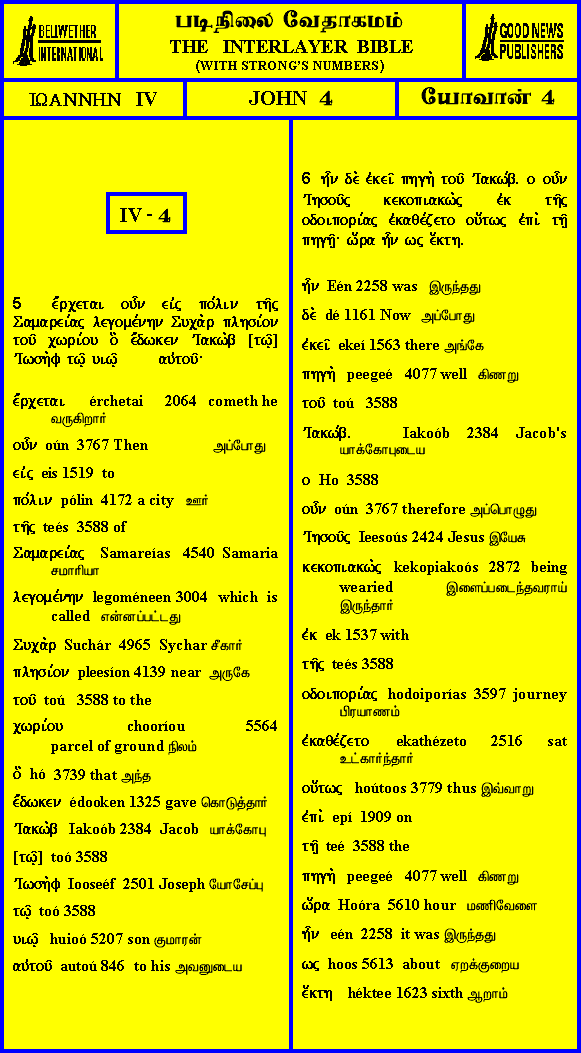 BELLWETHER
INTERNATIONAL
படிநிலை வேதாகமம்
THE INTERLAYER BIBLE
(WITH STRONG'S NUMBERS)
GOOD NEWS
PUBLISHERS
ΙΩΑΝΝΗΝ IV
JOHN 4
யோவான் 4
IV - 4
5 ἔρχεται οὖν εἰς πόλιν τῆς
Σαμαρείας λεγομένην Συχὰρ πλησίον
τοῦ χωρίου ὃ ἔδωκεν Ἰακὼβ [τῷ]
Ἰωσὴφ τῷ υιῷ αὐτοῦ·
ἔρχεται érchetai 2064 cometh he
வருகிறார்
οὖν oún 3767 Then அப்போது
εἰς eis 1519 to
πόλιν pólin 4172 a city ஊர்
τῆς teés 3588 of
Σαμαρείας Samareías 4540 Samaria
சமாரியா
λεγομένην legoméneen 3004 which is
called என்னப்பட்டது
Συχὰρ Suchár 4965 Sychar சீகார்
πλησίον pleesíon 4139 near அருகே
τοῦ toú 3588 to the
χωρίου chooríou 5564
parcel of ground நிலம்
ὃ hó 3739 that அந்த
ἔδωκεν édooken 1325 gave கொடுத்தார்
Ἰακὼβ Iakoób 2384 Jacob யாக்கோபு
[τῷ] toó 3588
Ἰωσὴφ Iooseéf 2501 Joseph யோசேப்பு
τῷ toó 3588
υιῷ huioó 5207 son குமாரன்
αὐτοῦ autoú 846 to his அவனுடைய
6 ἦν δὲ ἐκεῖ πηγὴ τοῦ Ἰακώβ. ο οὖν
Ἰησοῦς κεκοπιακὼς ἐκ τῆς
οδοιπορίας ἐκαθέζετο οὕτως ἐπὶ τῇ
πηγῇ· ὥρα ἦν ως ἕκτη.
ἦν Eén 2258 was இருந்தது
δὲ dé 1161 Now அப்போது
ἐκεῖ ekeí 1563 there அங்கே
πηγὴ peegeé 4077 well கிணறு
τοῦ toú 3588
Ἰακώβ. Iakoób 2384 Jacob's
யாக்கோபுடைய
ο Ho 3588
οὖν oún 3767 therefore அப்பொழுது
Ἰησοῦς Ieesoús 2424 Jesus இயேசு
κεκοπιακὼς kekopiakoós 2872 being
wearied இளைப்படைந்தவராய்
இருந்தார்
ἐκ ek 1537 with
τῆς teés 3588
οδοιπορίας hodoiporías 3597 journey
பிரயாணம்
ἐκαθέζετο ekathézeto 2516 sat
உட்கார்ந்தார்
οὕτως hoútoos 3779 thus இவ்வாறு
ἐπὶ epí 1909 on
τῇ teé 3588 the
πηγὴ peegeé 4077 well கிணறு
ὥρα Hoóra 5610 hour மணிவேளை
ἦν eén 2258 it was இருந்தது
ως hoos 5613 about ஏறக்குறைய
ἕκτη héktee 1623 sixth ஆறாம்